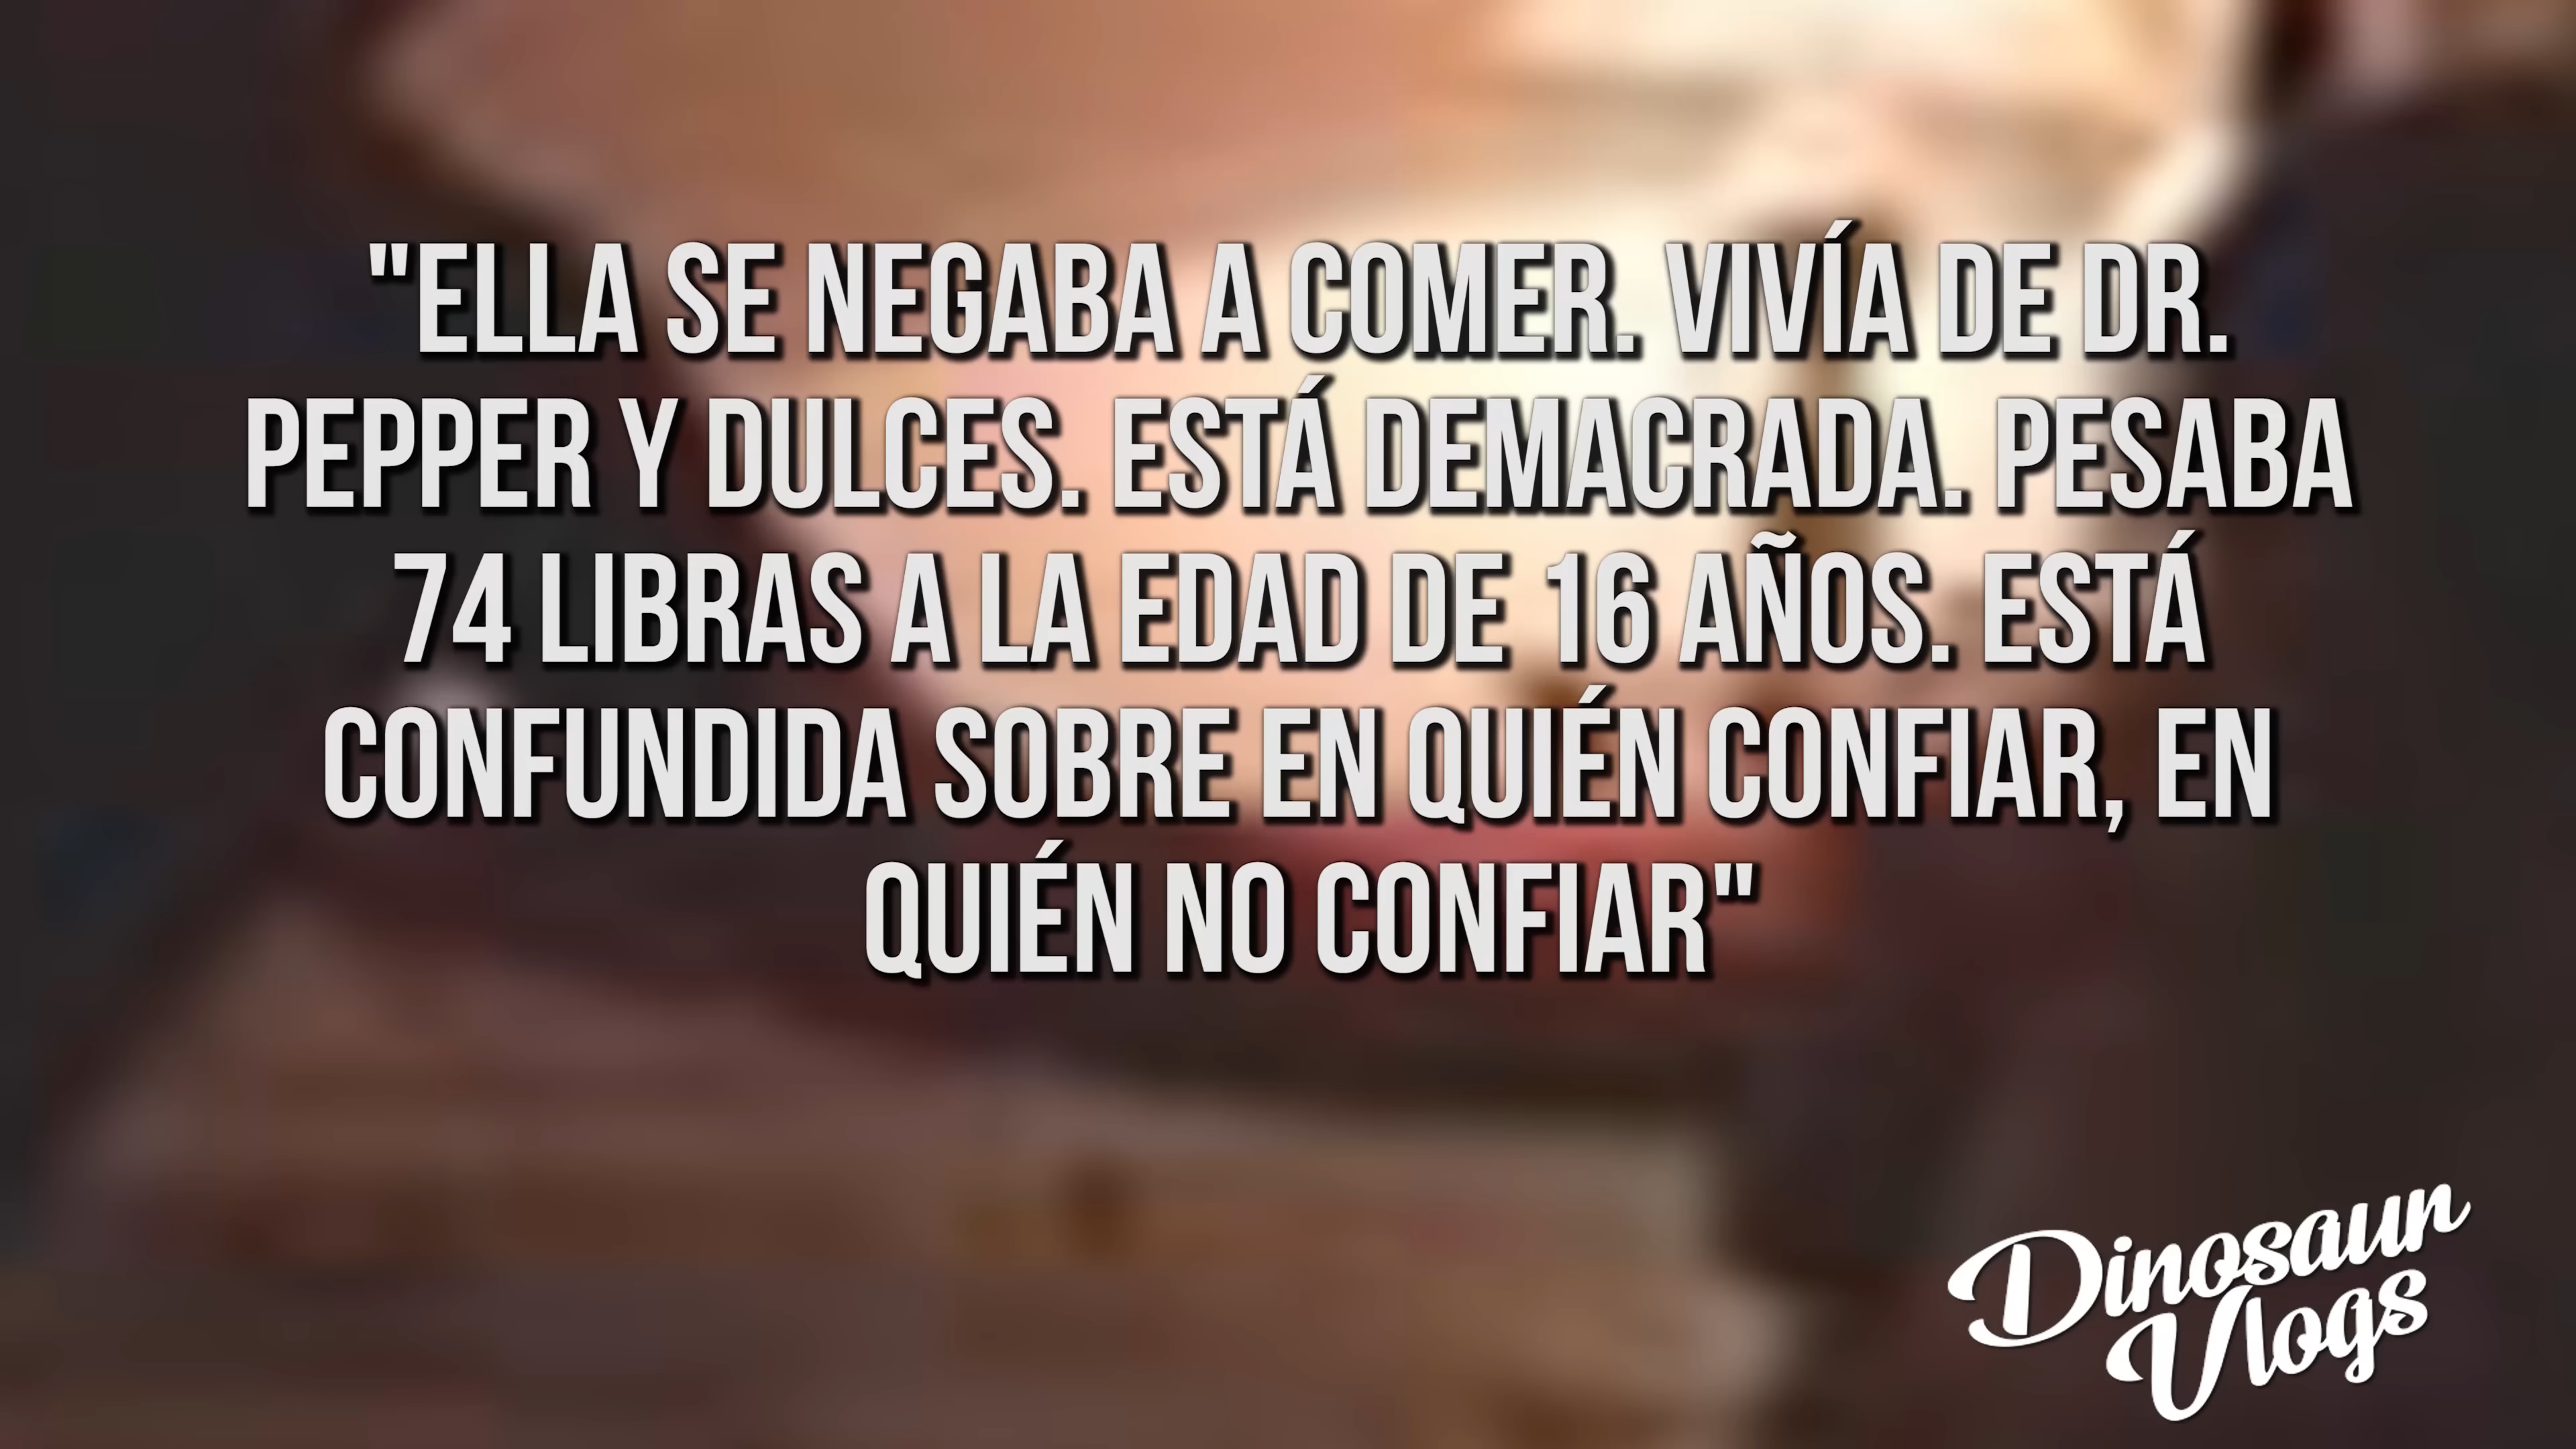 "ELLA SE NEGABA A COMER. VIVÍA DE DR.
PEPPER Y DULCES. ESTÁ DEMACRADA. PESABA
74 LIBRAS A LA EDAD DE 16 AÑOS. ESTÁ
CONFUNDIDA SOBRE EN QUIÉN CONFIAR, EN
QUIÉN NO CONFIAR"
Dinosaur
Vlogs